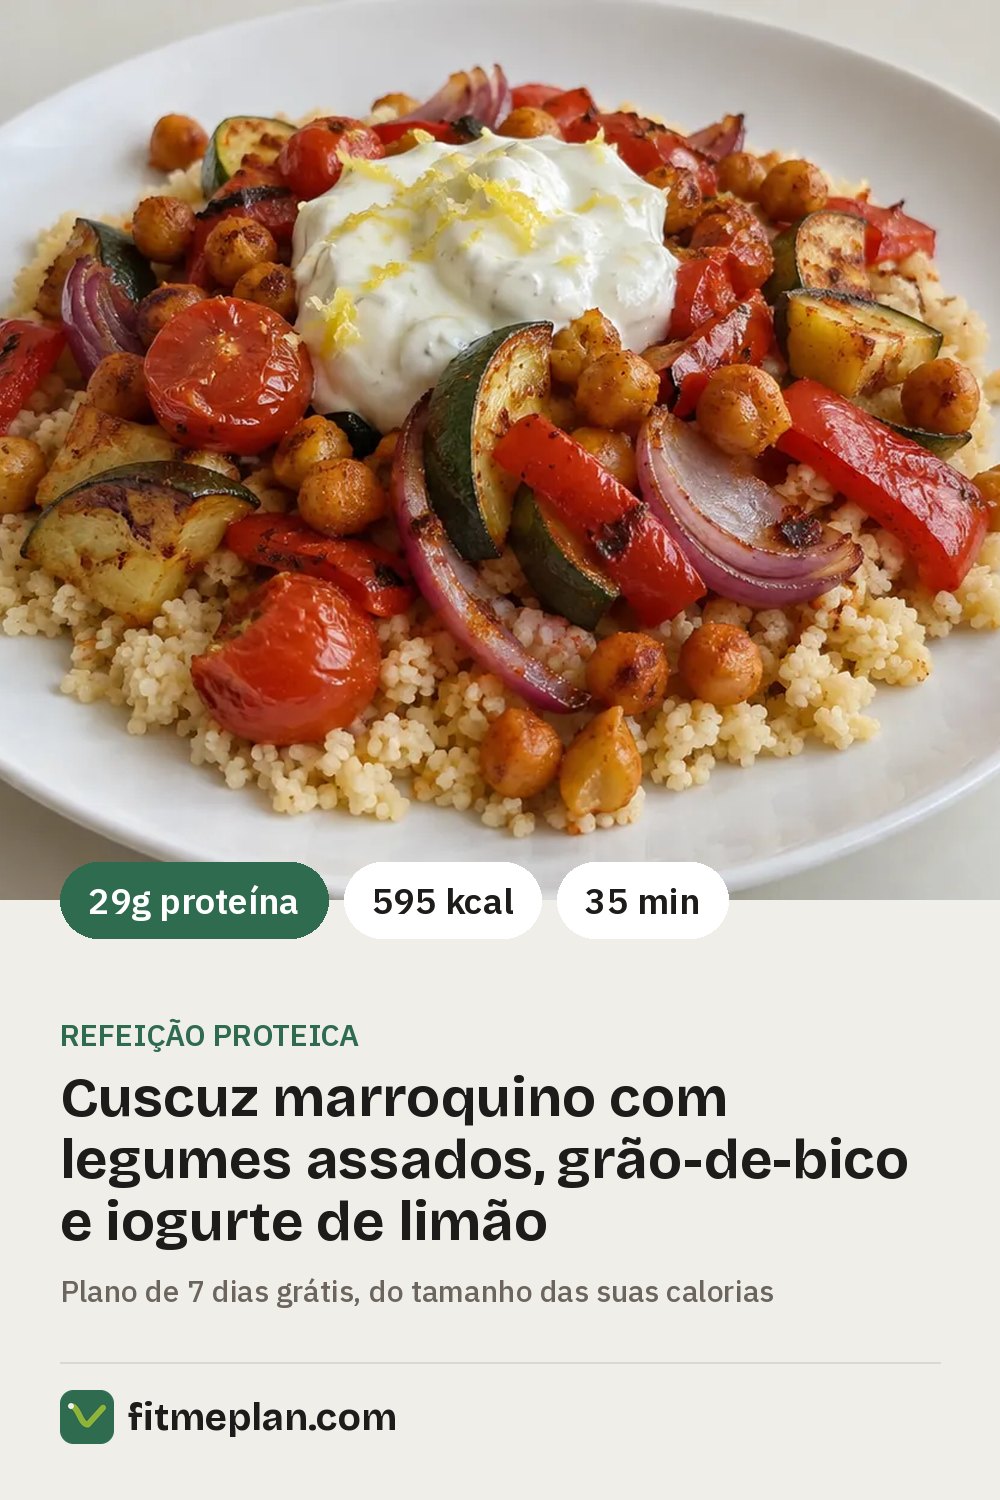 29g proteína
595 kcal
35 min
REFEIÇÃO PROTEICA
Cuscuz marroquino com
legumes assados, grão-de-bico
e iogurte de limão
Plano de 7 dias grátis, do tamanho das suas calorias
fitmeplan.com